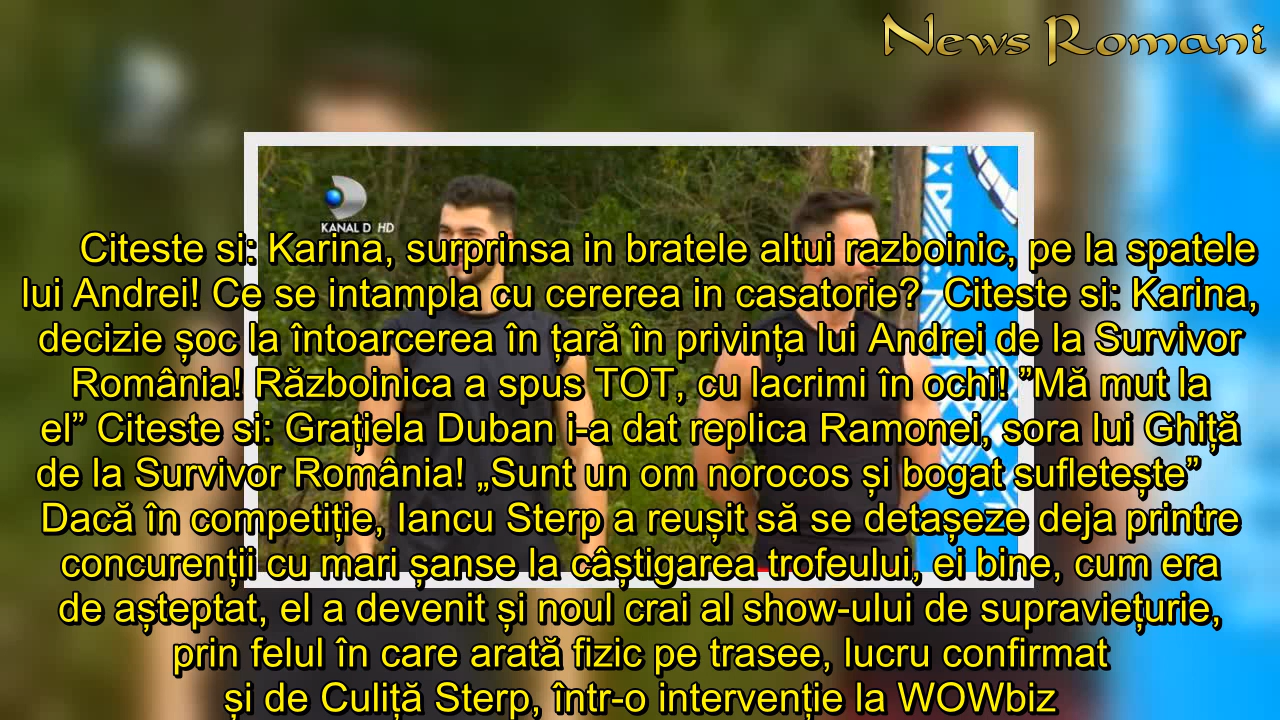 News Romani
KANAL D HD
Citeste si: Karina, surprinsa in bratele altui razboinic, pe la spatele
lui Andrei! Ce se intampla cu cererea in casatorie?  Citeste si: Karina,
decizie șoc la întoarcerea în țară în privința lui Andrei de la Survivor
România! Războinica a spus TOT, cu lacrimi în ochi! ”Mă mut la
el” Citeste si: Grațiela Duban i-a dat replica Ramonei, sora lui Ghiță
de la Survivor România! „Sunt un om norocos și bogat sufletește”
Dacă în competiție, Iancu Sterp a reușit să se detașeze deja printre
concurenții cu mari șanse la câștigarea trofeului, ei bine, cum era
de așteptat, el a devenit și noul crai al show-ului de supraviețurie,
prin felul în care arată fizic pe trasee, lucru confirmat
și de Culiță Sterp, într-o intervenție la WOWbiz